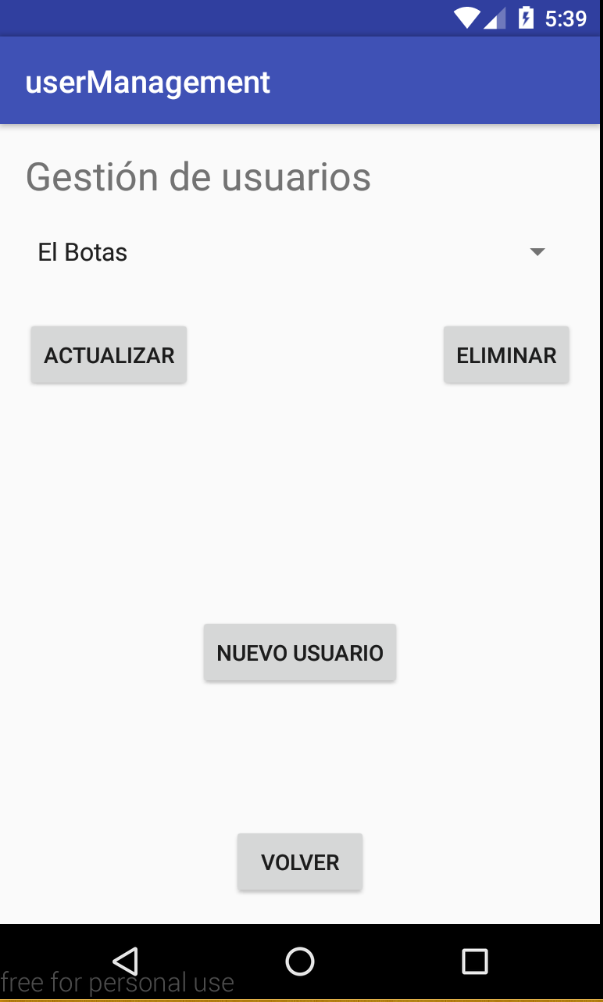 5:39
userManagement
Gestión de usuarios
El Botas
ACTUALIZAR ELIMINAR
NUEVO USUARIO
VOLVER
free for personal use